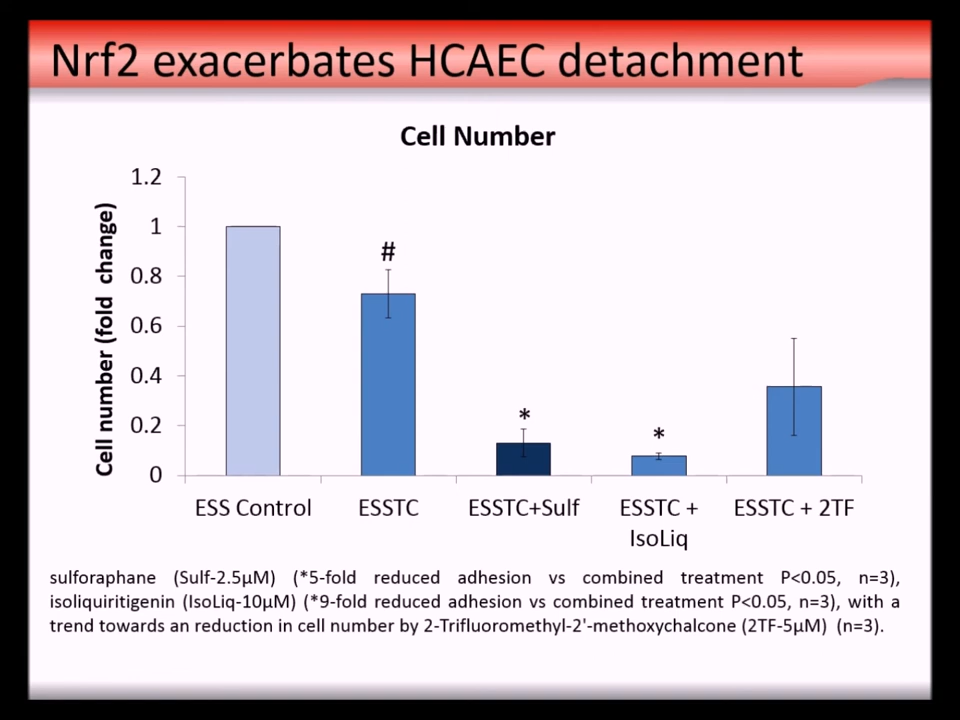 Nrf2 exacerbates HCAEC detachment
Cell Number
Cell number (fold change)
1.2
1
0.8
0.6
0.4
0.2
0
#
*
*
ESS Control
ESSTC
ESSTC+Sulf
ESSTC +
IsoLiq
ESSTC + 2TF
sulforaphane (Sulf-2.5µM) (*5-fold reduced adhesion vs combined treatment P<0.05, n=3),
isoliquiritigenin (IsoLiq-10µM) (*9-fold reduced adhesion vs combined treatment P<0.05, n=3), with a
trend towards an reduction in cell number by 2-Trifluoromethyl-2'-methoxychalcone (2TF-5µM) (n=3).